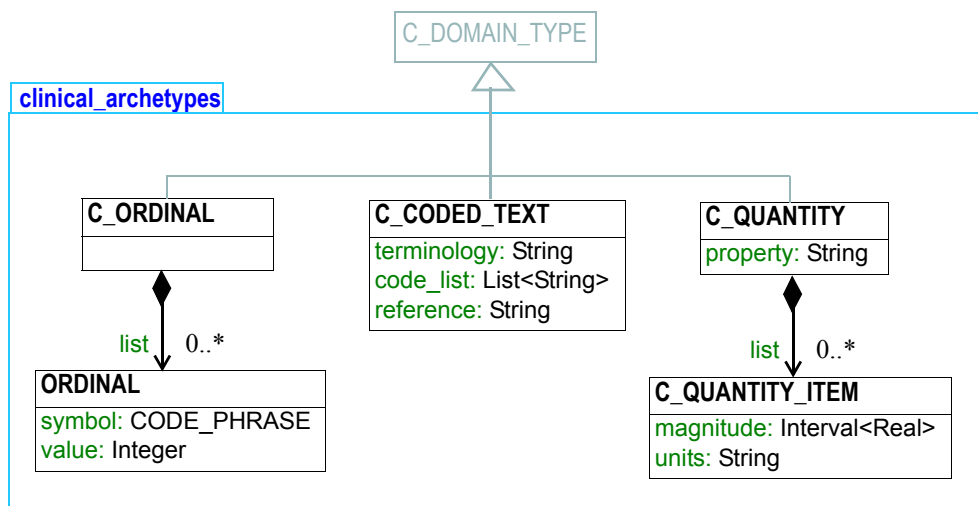 C_DOMAIN_TYPE
clinical_archetypes
C_ORDINAL
C_CODED_TEXT
terminology: String
code_list: List<String>
reference: String
C_QUANTITY
property: String
list 0..*
list 0..*
ORDINAL
symbol: CODE_PHRASE
value: Integer
C_QUANTITY_ITEM
magnitude: Interval<Real>
units: String